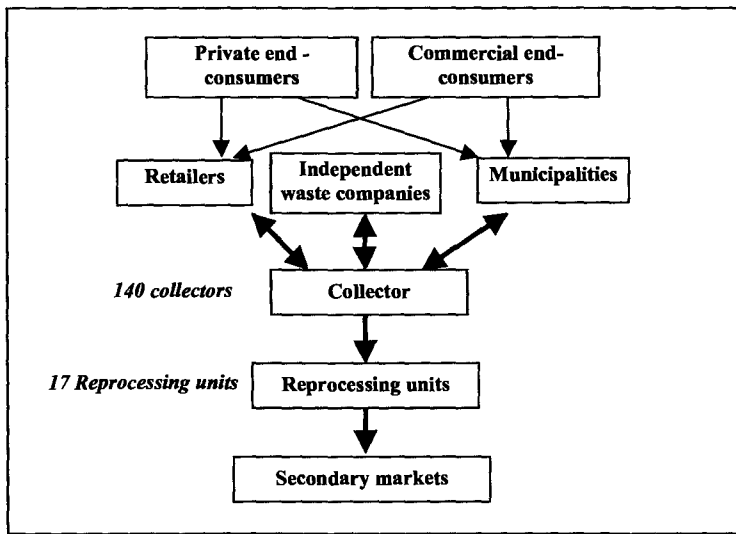 Private end -
consumers
Commercial end-
consumers
Retailers
Independent
waste companies
Municipalities
140 collectors
Collector
17 Reprocessing units
Reprocessing units
Secondary markets